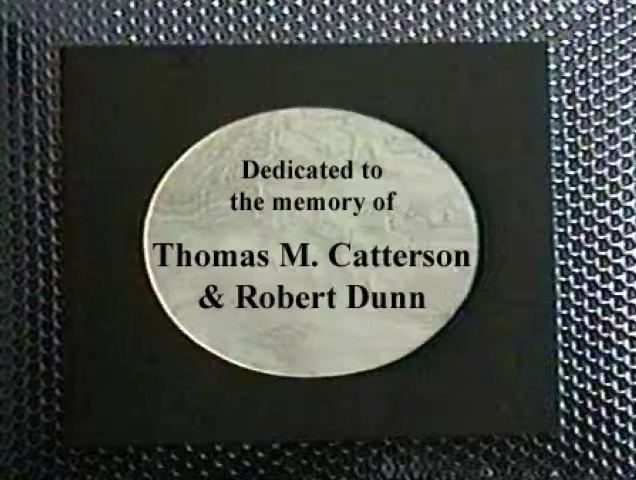 Dedicated to
the memory of
Thomas M. Catterson
& Robert Dunn